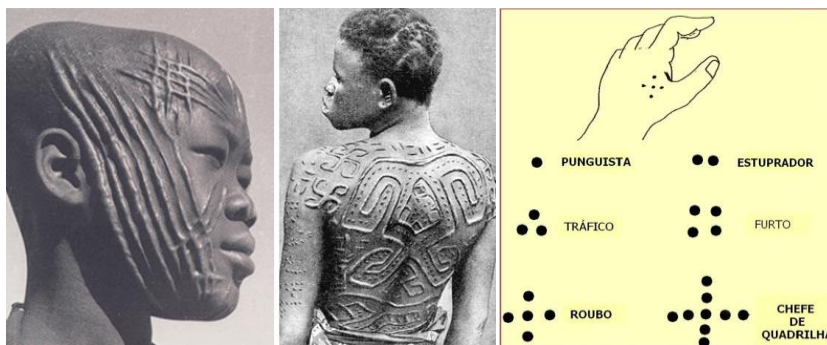 PUNGUISTA
ESTUPRADOR
TRÁFICO
FURTO
ROUBO
CHEFE
DE
QUADRILHA